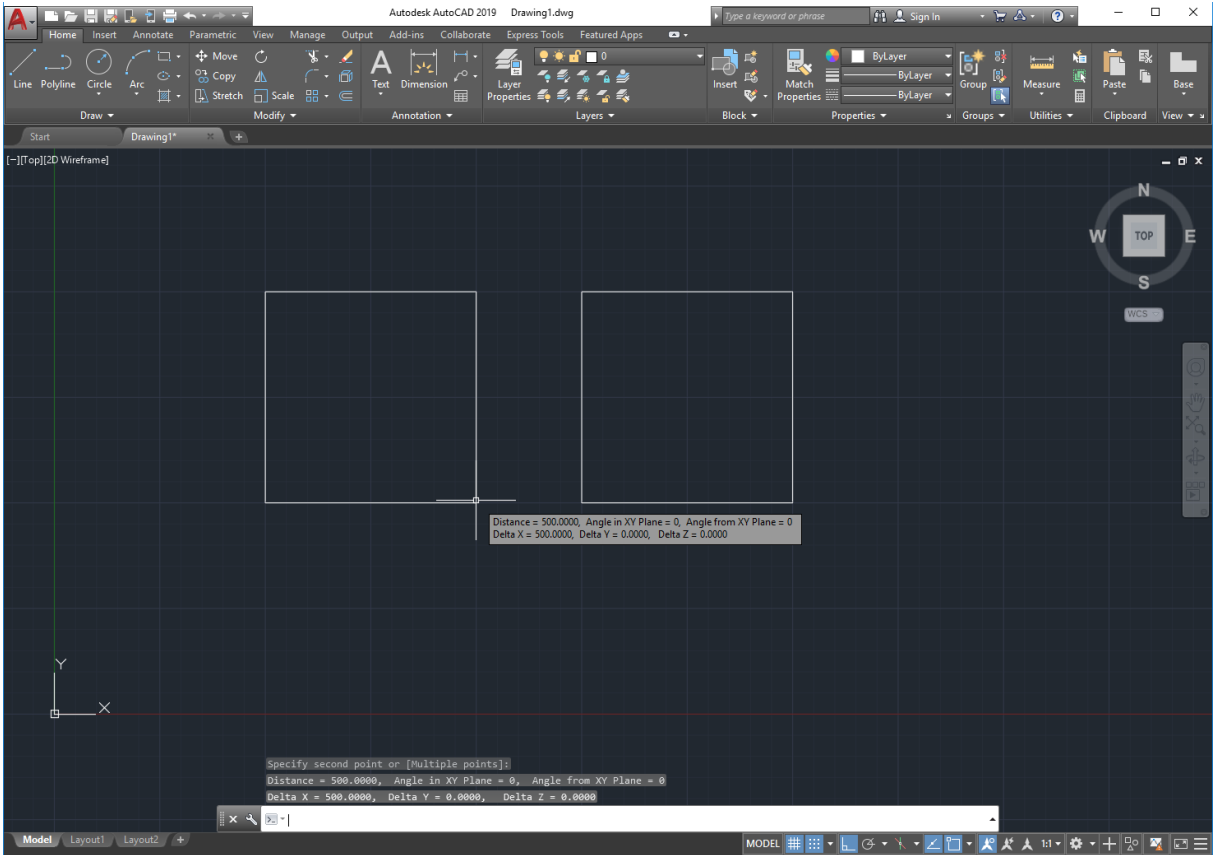 Autodesk AutoCAD 2019 Drawing1.dwg
Type a keyword or phrase
Sign In
Home Insert Annotate Parametric View Manage Output Add-ins Collaborate Express Tools Featured Apps
Line Polyline Circle Arc
Move
Copy
Stretch Scale
Text Dimension
Layer Properties
0
Insert
Match Properties
ByLayer
ByLayer
ByLayer
Group
Measure
Paste
Base
Draw Modify Annotation Layers Block Properties Groups Utilities Clipboard View
Start Drawing1*
[−][Top][2D Wireframe]
N
W TOP E
S
WCS
Distance = 500.0000, Angle in XY Plane = 0, Angle from XY Plane = 0
Delta X = 500.0000, Delta Y = 0.0000, Delta Z = 0.0000
Y
X
Specify second point or [Multiple points]:
Distance = 500.0000, Angle in XY Plane = 0, Angle from XY Plane = 0
Delta X = 500.0000, Delta Y = 0.0000, Delta Z = 0.0000
Model Layout1 Layout2 +
MODEL 1:1